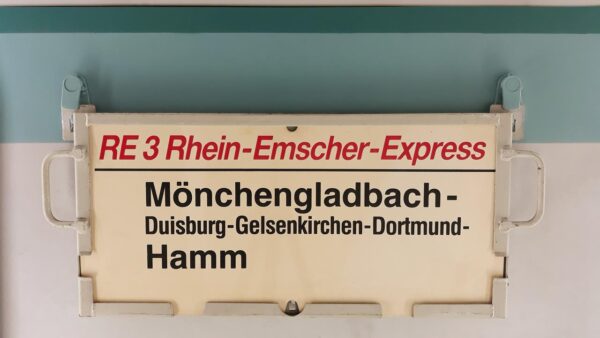 RE 3 Rhein-Emscher-Express
Mönchengladbach-
Duisburg-Gelsenkirchen-Dortmund-
Hamm